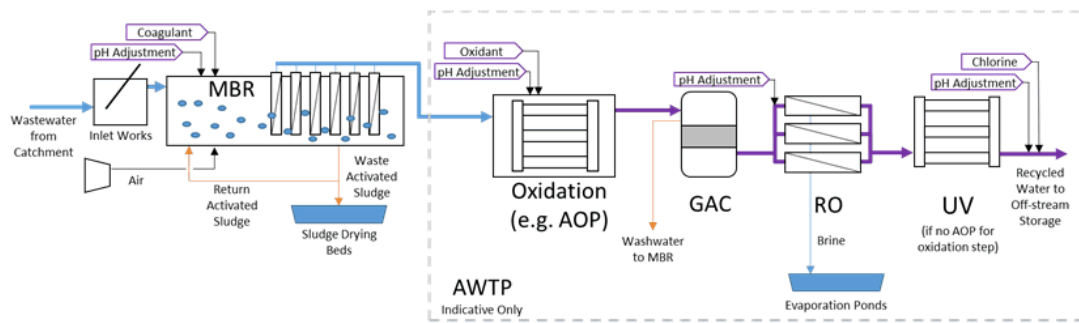 Coagulant
pH Adjustment
MBR
Wastewater
from
Catchment
Inlet Works
Air
Return
Activated
Sludge
Waste
Activated
Sludge
Sludge Drying
Beds
Oxidant
pH Adjustment
Oxidation
(e.g. AOP)
pH Adjustment
GAC
Washwater
to MBR
RO
Brine
Evaporation Ponds
Chlorine
pH Adjustment
UV
(if no AOP for
oxidation step)
Recycled
Water to
Off-stream
Storage
AWTP
Indicative Only